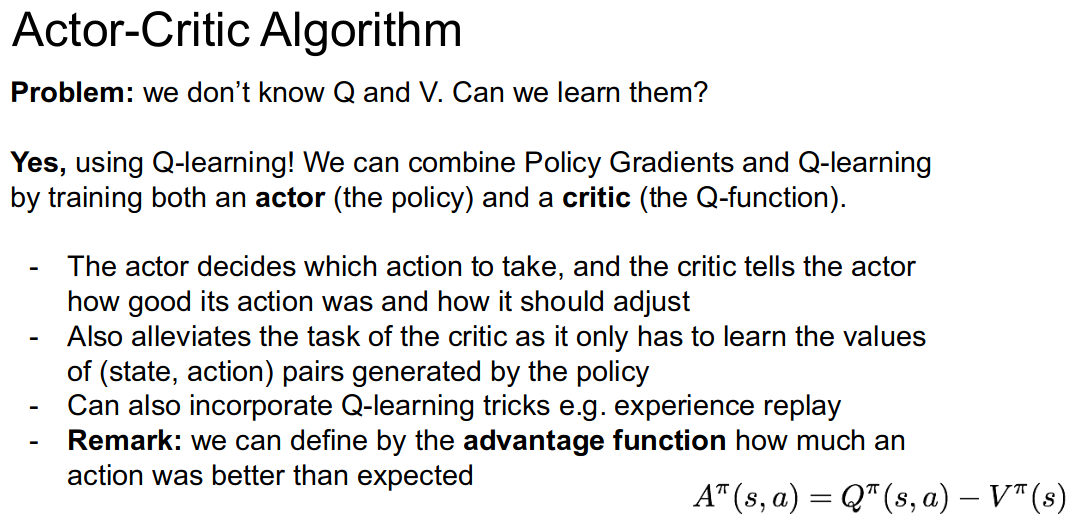 Actor-Critic Algorithm
Problem: we don’t know Q and V. Can we learn them?
Yes, using Q-learning! We can combine Policy Gradients and Q-learning
by training both an actor (the policy) and a critic (the Q-function).
- The actor decides which action to take, and the critic tells the actor
how good its action was and how it should adjust
- Also alleviates the task of the critic as it only has to learn the values
of (state, action) pairs generated by the policy
- Can also incorporate Q-learning tricks e.g. experience replay
- Remark: we can define by the advantage function how much an
action was better than expected
A^π(s, a) = Q^π(s, a) − V^π(s)